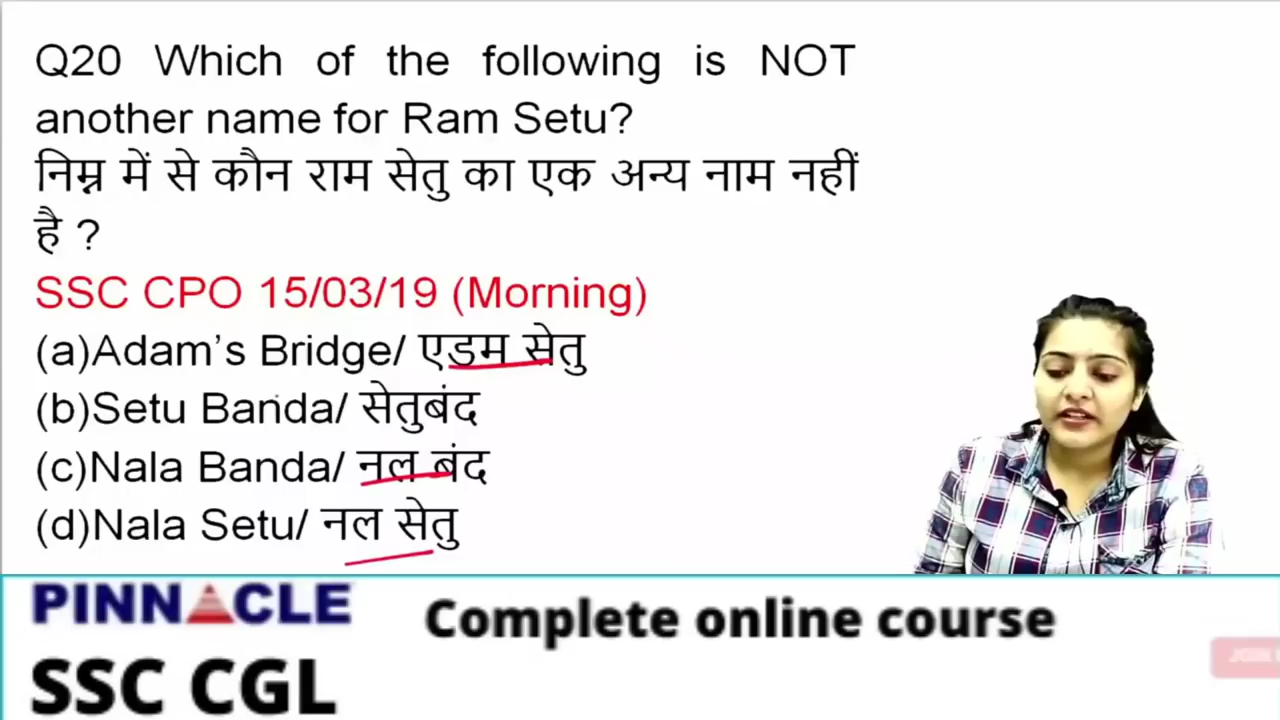 Q20 Which of the following is NOT
another name for Ram Setu?
निम्न में से कौन राम सेतु का एक अन्य नाम नहीं
है ?
SSC CPO 15/03/19 (Morning)
(a)Adam’s Bridge/ एडम सेतु
(b)Setu Banda/ सेतुबंद
(c)Nala Banda/ नल बंद
(d)Nala Setu/ नल सेतु
PINNACLE
Complete online course
SSC CGL
JOIN